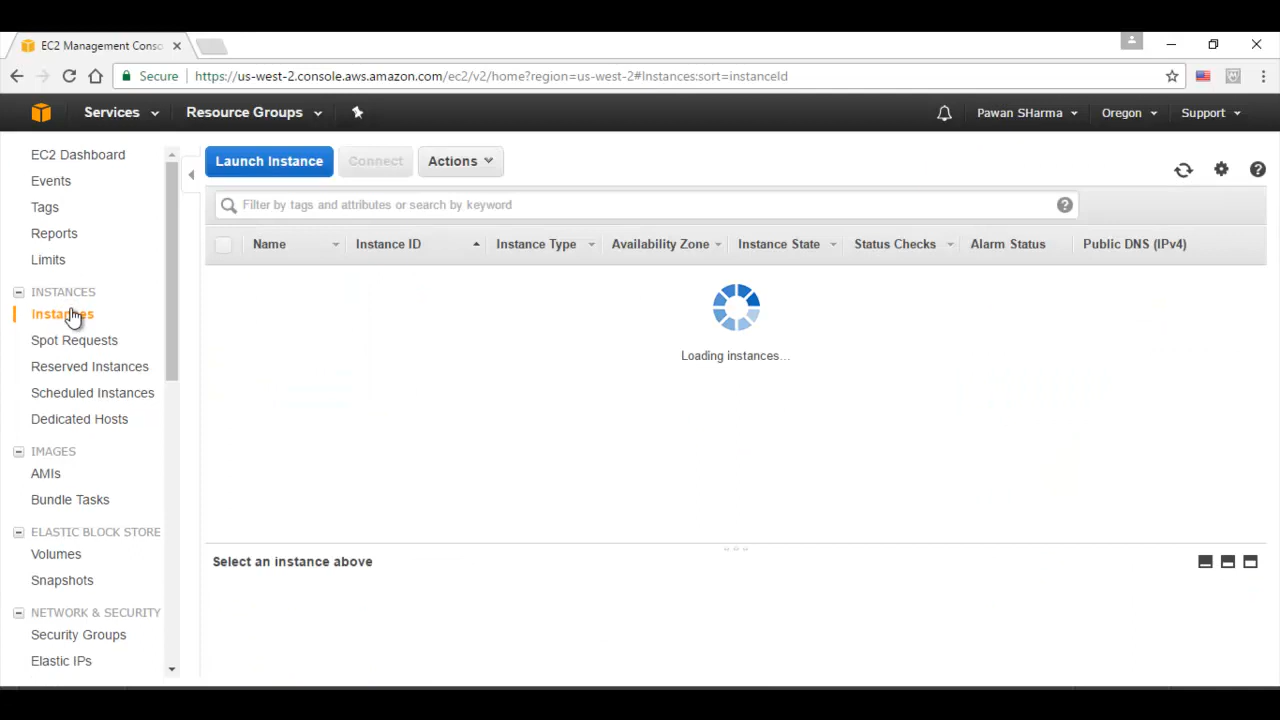 EC2 Management Conso
Secure
https://us-west-2.console.aws.amazon.com/ec2/v2/home?region=us-west-2#Instances:sort=instanceId
Services
Resource Groups
Pawan SHarma
Oregon
Support
EC2 Dashboard
Events
Tags
Reports
Limits
INSTANCES
Instances
Spot Requests
Reserved Instances
Scheduled Instances
Dedicated Hosts
IMAGES
AMIs
Bundle Tasks
ELASTIC BLOCK STORE
Volumes
Snapshots
NETWORK & SECURITY
Security Groups
Elastic IPs
Launch Instance
Connect
Actions
Filter by tags and attributes or search by keyword
Name
Instance ID
Instance Type
Availability Zone
Instance State
Status Checks
Alarm Status
Public DNS (IPv4)
Loading instances...
Select an instance above